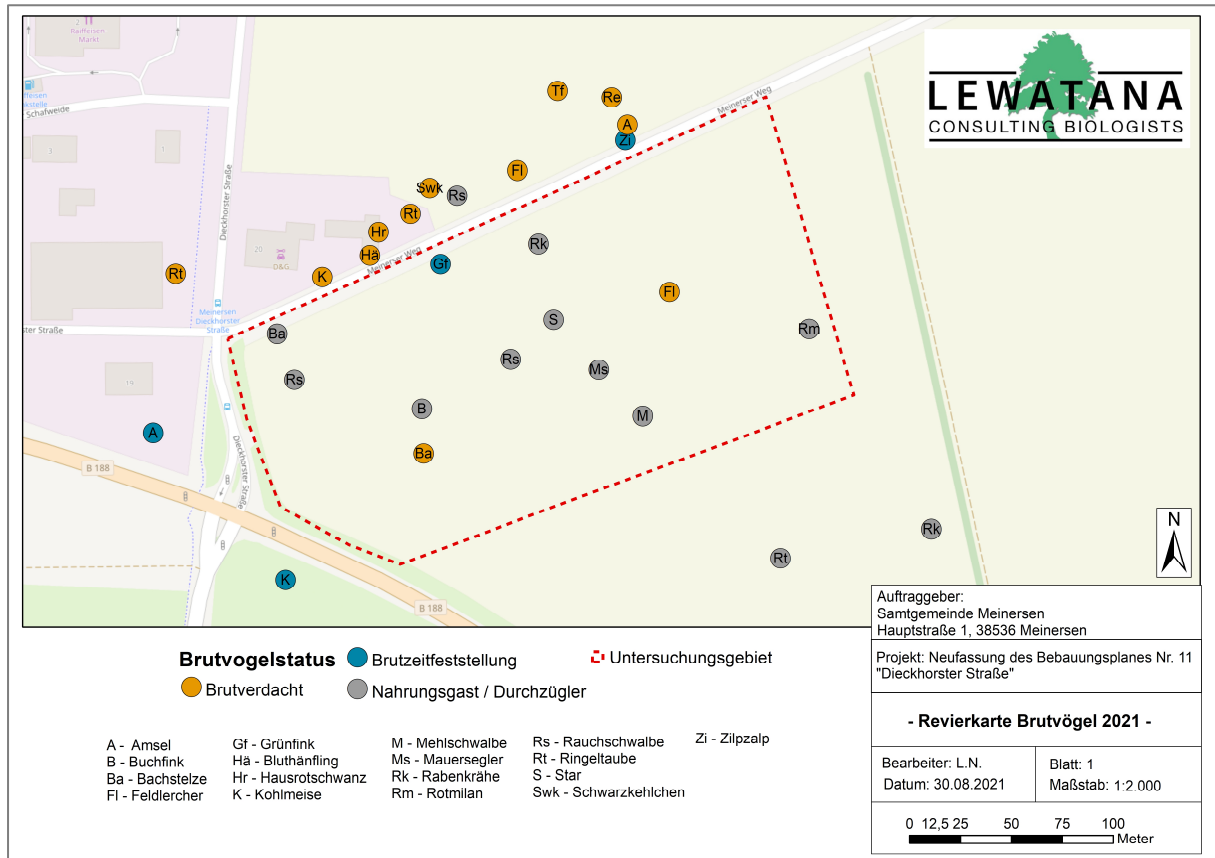 2
Raiffeisen
Markt
ffeisen
kstelle
Schafweide
3
1
Dieckhorster Straße
20
D&G
Meinerser Weg
Meinerser Weg
Meinersen
Dieckhorster
Straße
ster Straße
19
B 188
Dieckhorster Straße
B 188
Tf
Re
A
Zi
Fl
Swk
Rs
Rt
Hr
Hä
K
Rt
Gf
Rk
Fl
Ba
S
Rm
Rs
Rs
Ms
B
M
Ba
A
Rk
Rt
K
LEWATANA
CONSULTING BIOLOGISTS
N
Auftraggeber:
Samtgemeinde Meinersen
Hauptstraße 1, 38536 Meinersen
Projekt: Neufassung des Bebauungsplanes Nr. 11
"Dieckhorster Straße"
- Revierkarte Brutvögel 2021 -
Bearbeiter: L.N.
Datum: 30.08.2021
Blatt: 1
Maßstab: 1:2.000
0 12,5 25 50 75 100
Meter
Brutvogelstatus
Brutzeitfeststellung
Untersuchungsgebiet
Brutverdacht
Nahrungsgast / Durchzügler
A - Amsel
B - Buchfink
Ba - Bachstelze
Fl - Feldlercher
Gf - Grünfink
Hä - Bluthänfling
Hr - Hausrotschwanz
K - Kohlmeise
M - Mehlschwalbe
Ms - Mauersegler
Rk - Rabenkrähe
Rm - Rotmilan
Rs - Rauchschwalbe
Rt - Ringeltaube
S - Star
Swk - Schwarzkehlchen
Zi - Zilpzalp